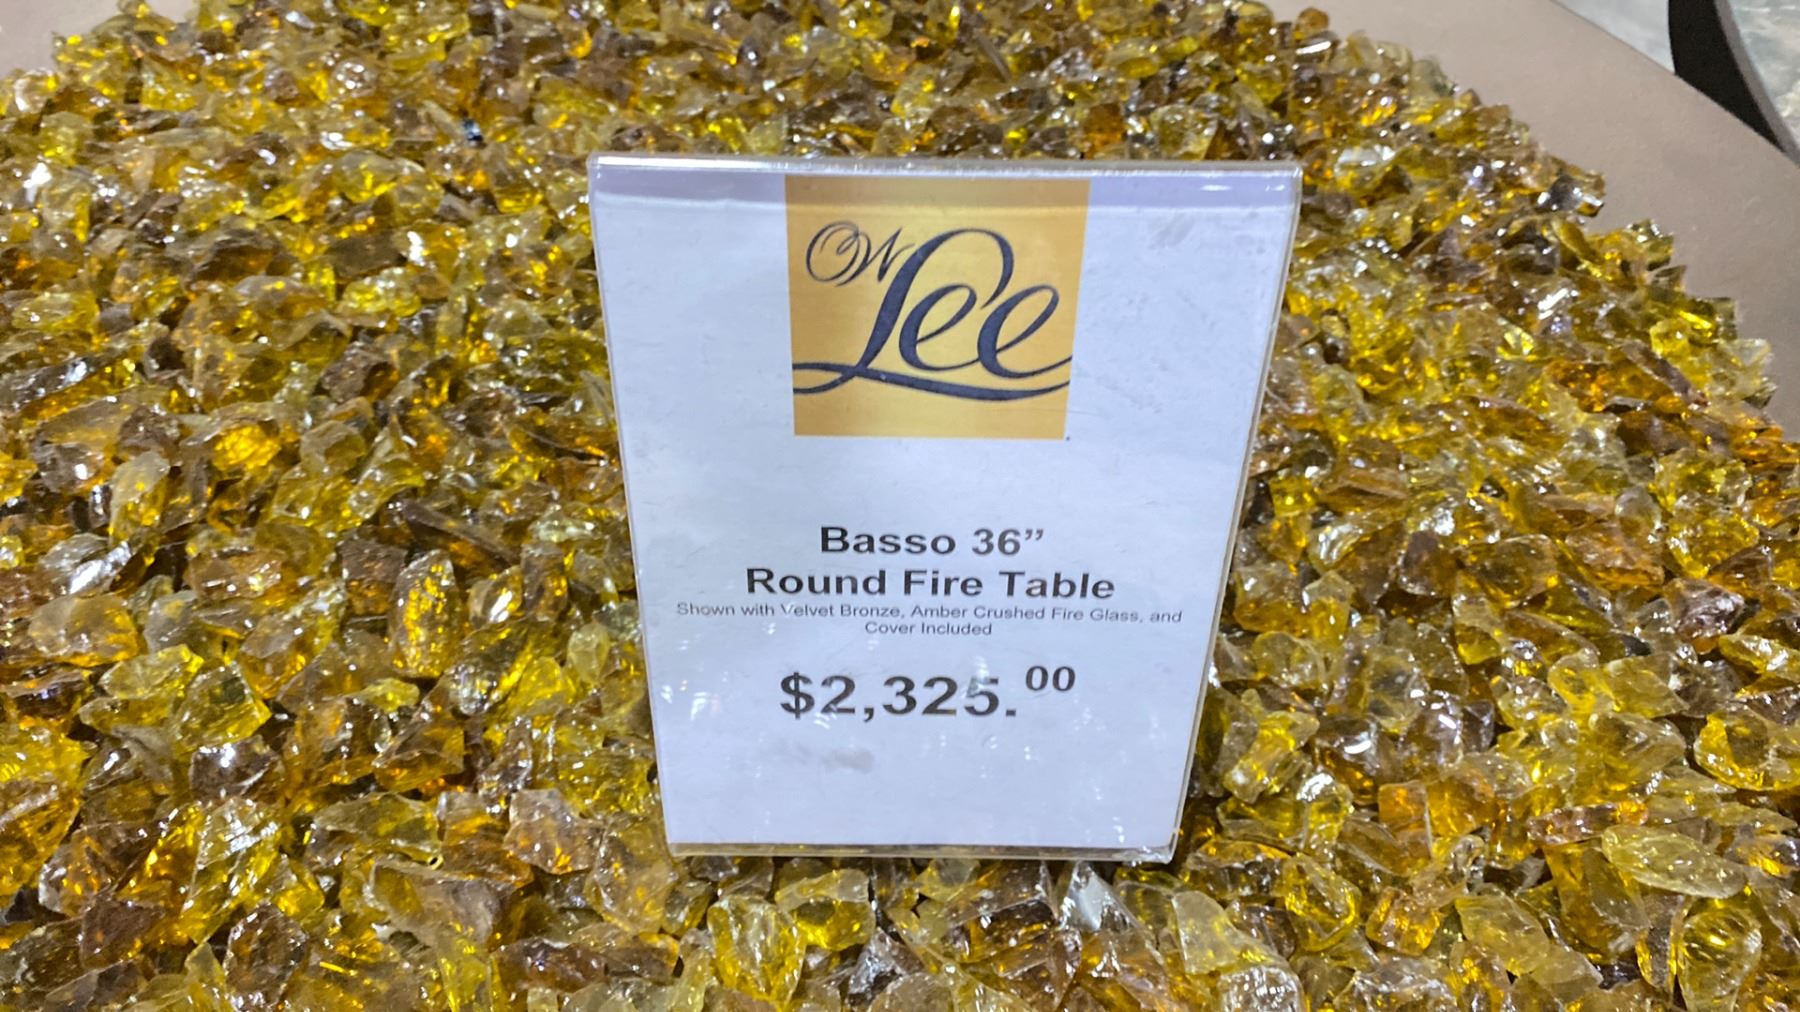 OW Lee
Basso 36”
Round Fire Table
Shown with Velvet Bronze, Amber Crushed Fire Glass, and
Cover Included
$2,325.00